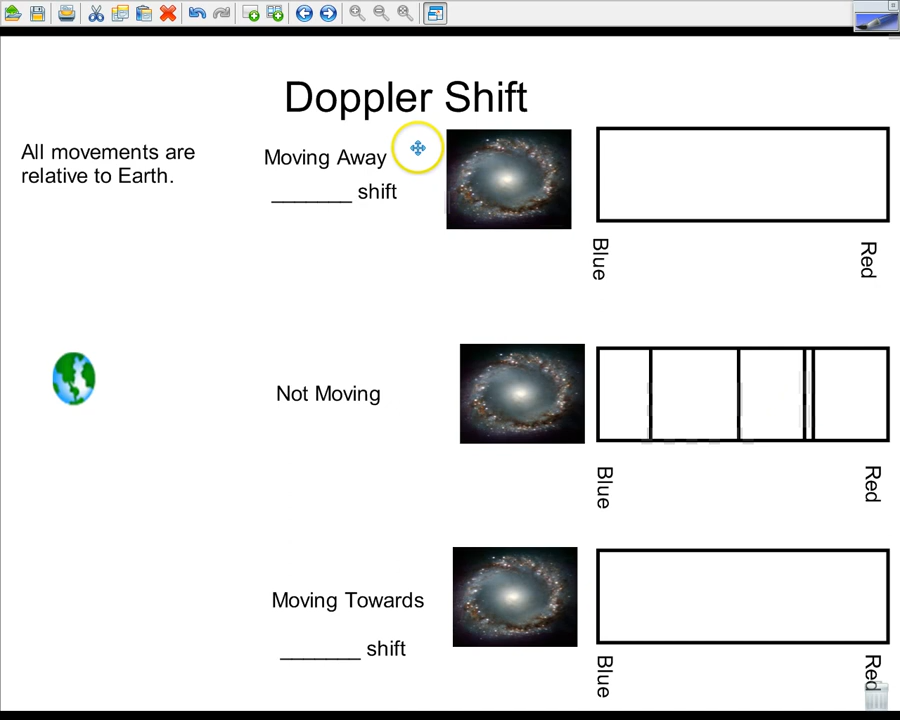 Doppler Shift
All movements are
relative to Earth.
Moving Away
_______ shift
Blue
Red
Not Moving
Blue
Red
Moving Towards
_______ shift
Blue
Red